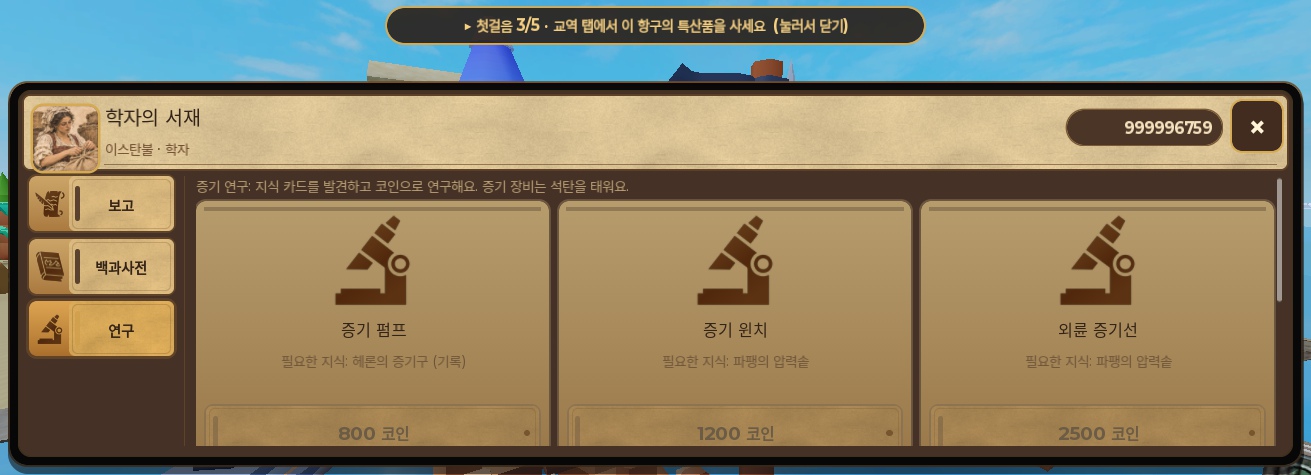 ▸ 첫걸음 3/5 · 교역 탭에서 이 항구의 특산품을 사세요 (눌러서 닫기)
학자의 서재
이스탄불 · 학자
999996759
×
보고
백과사전
연구
증기 연구: 지식 카드를 발견하고 코인으로 연구해요. 증기 장비는 석탄을 태워요.
증기 펌프
필요한 지식: 헤론의 증기구 (기록)
800 코인
증기 윈치
필요한 지식: 파팽의 압력솥
1200 코인
외륜 증기선
필요한 지식: 파팽의 압력솥
2500 코인